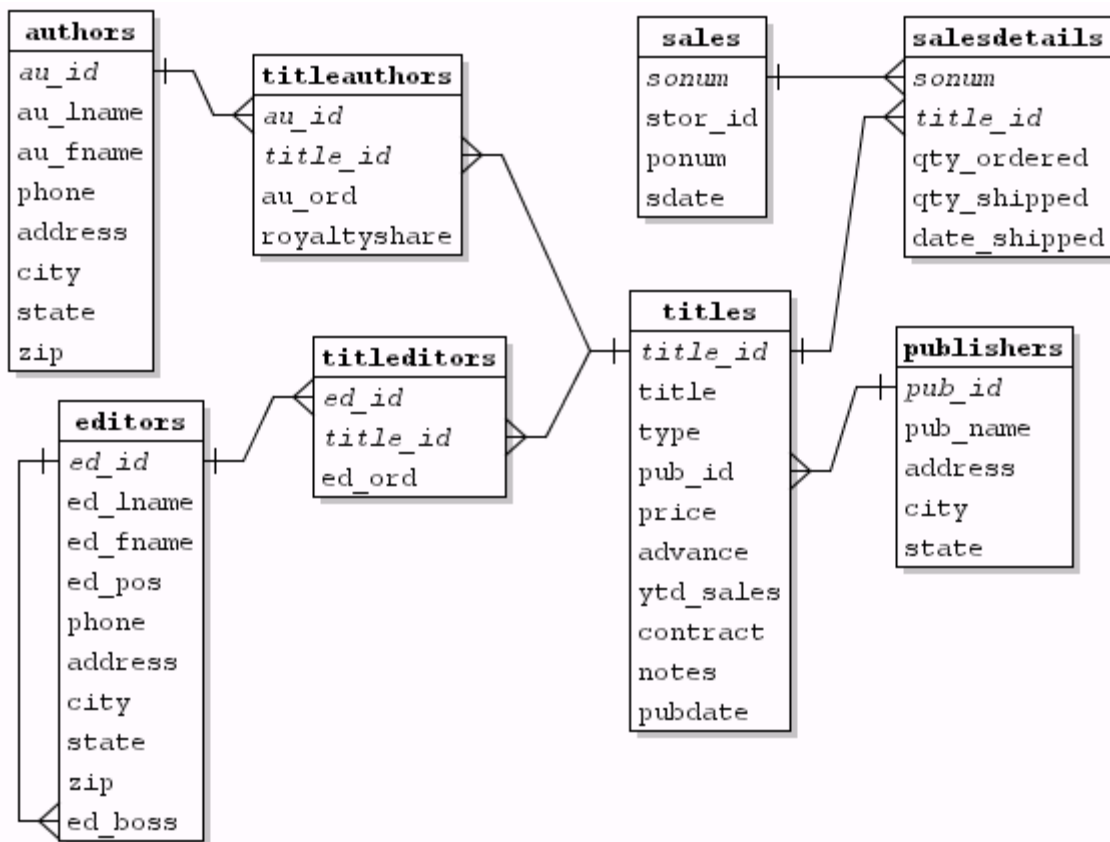 authors
au_id
au_lname
au_fname
phone
address
city
state
zip
titleauthors
au_id
title_id
au_ord
royaltyshare
sales
sonum
stor_id
ponum
sdate
salesdetails
sonum
title_id
qty_ordered
qty_shipped
date_shipped
titleditors
ed_id
title_id
ed_ord
titles
title_id
title
type
pub_id
price
advance
ytd_sales
contract
notes
pubdate
publishers
pub_id
pub_name
address
city
state
editors
ed_id
ed_lname
ed_fname
ed_pos
phone
address
city
state
zip
ed_boss